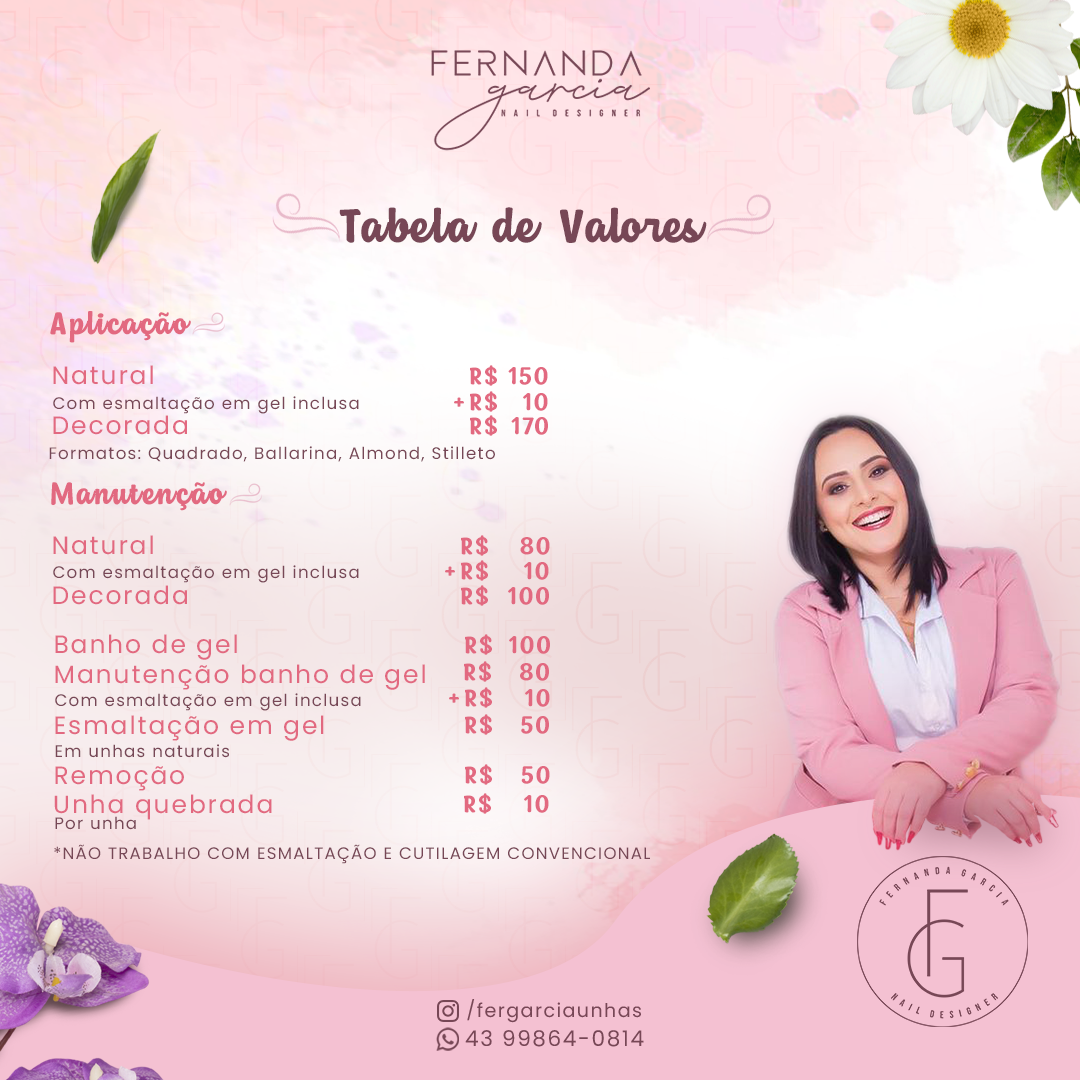 FERNANDA
garcia
NAIL DESIGNER
Tabela de Valores
Aplicação
Natural R$ 150
Com esmaltação em gel inclusa +R$ 10
Decorada R$ 170
Formatos: Quadrado, Ballarina, Almond, Stilleto
Manutenção
Natural R$ 80
Com esmaltação em gel inclusa +R$ 10
Decorada R$ 100
Banho de gel R$ 100
Manutenção banho de gel R$ 80
Com esmaltação em gel inclusa +R$ 10
Esmaltação em gel R$ 50
Em unhas naturais
Remoção R$ 50
Unha quebrada R$ 10
Por unha
*NÃO TRABALHO COM ESMALTAÇÃO E CUTILAGEM CONVENCIONAL
FERNANDA GARCIA
FG
NAIL DESIGNER
/fergarciaunhas
43 99864-0814